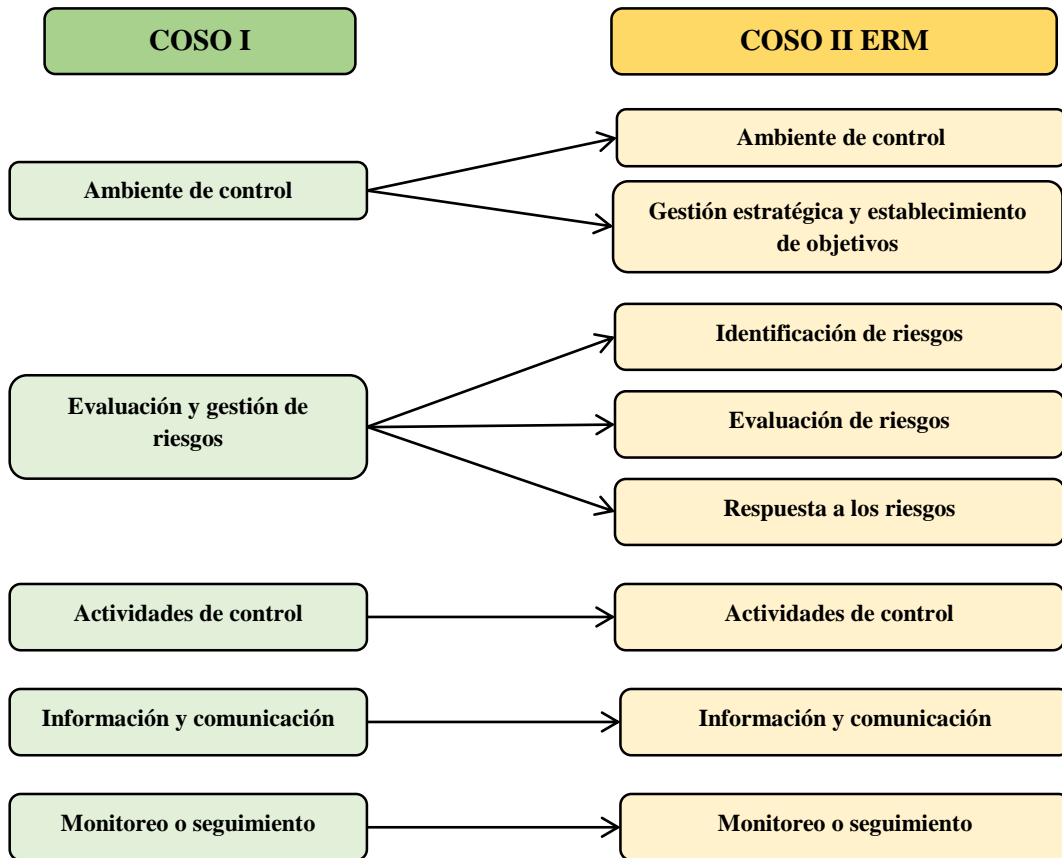 COSO I
COSO II ERM
Ambiente de control
Ambiente de control
Gestión estratégica y establecimiento
de objetivos
Evaluación y gestión de
riesgos
Identificación de riesgos
Evaluación de riesgos
Respuesta a los riesgos
Actividades de control
Actividades de control
Información y comunicación
Información y comunicación
Monitoreo o seguimiento
Monitoreo o seguimiento